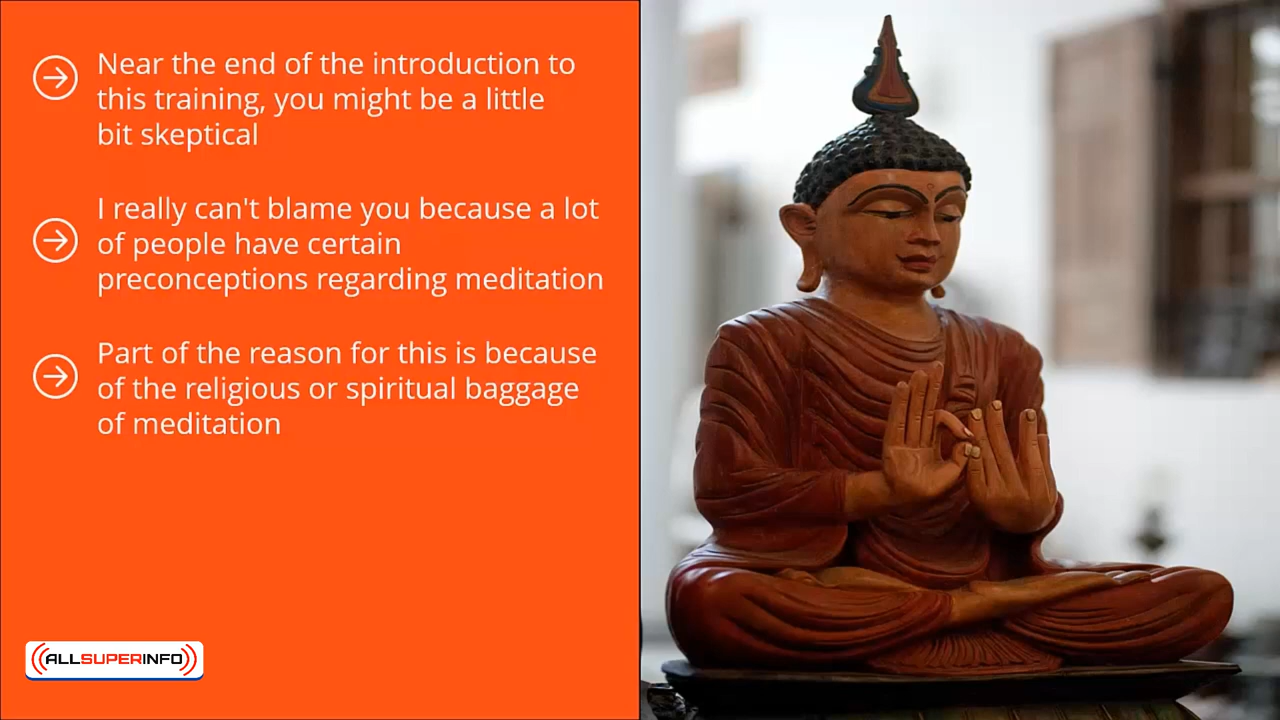 Near the end of the introduction to
this training, you might be a little
bit skeptical
I really can't blame you because a lot
of people have certain
preconceptions regarding meditation
Part of the reason for this is because
of the religious or spiritual baggage
of meditation
ALLSUPERINFO